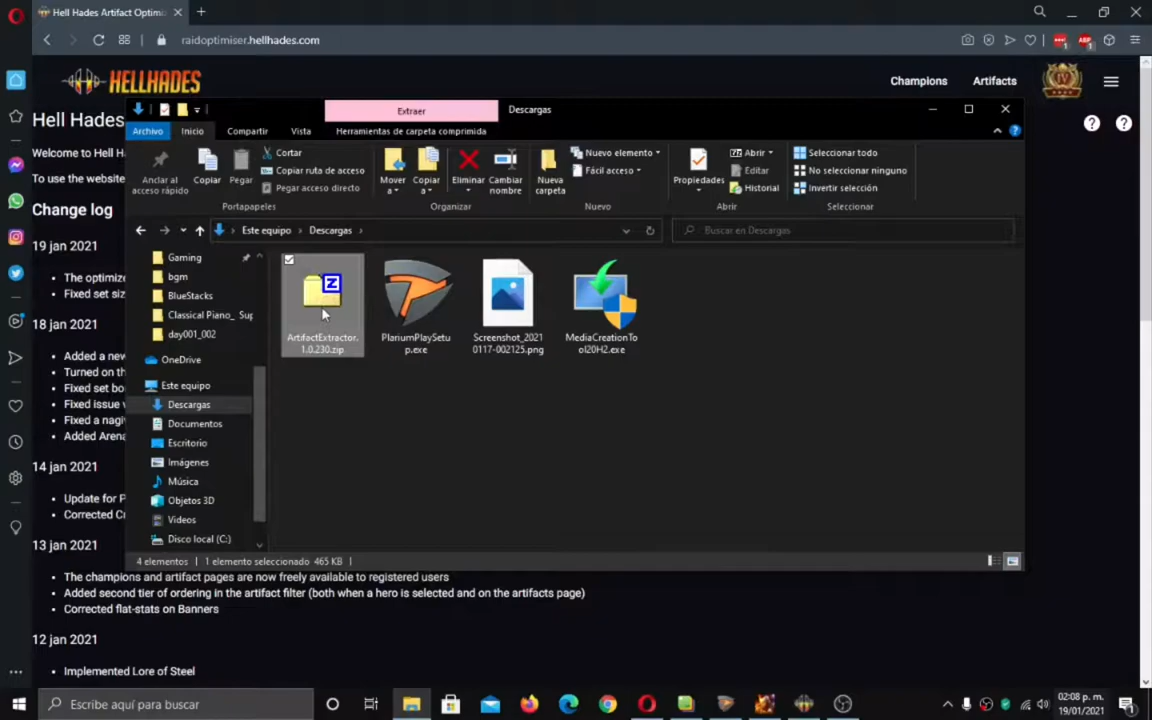 Hell Hades Artifact Optimi
raidoptimiser.hellhades.com
HELLHADES
Champions
Artifacts
Hell Hades
Welcome to Hell H
To use the website
Change log
19 jan 2021
The optimize
Fixed set siz
18 jan 2021
Added a new
Turned on th
Fixed set bo
Fixed issue
Fixed a nagiv
Added Arena
14 jan 2021
Update for P
Corrected C
13 jan 2021
The champions and artifact pages are now freely available to registered users
Added second tier of ordering in the artifact filter (both when a hero is selected and on the artifacts page)
Corrected flat-stats on Banners
12 jan 2021
Implemented Lore of Steel
Extraer
Descargas
Archivo
Inicio
Compartir
Vista
Herramientas de carpeta comprimida
Anclar al
acceso rápido
Copiar
Pegar
Cortar
Copiar ruta de acceso
Pegar acceso directo
Portapapeles
Mover
a
Copiar
a
Eliminar
Cambiar
nombre
Organizar
Nueva
carpeta
Nuevo elemento
Fácil acceso
Nuevo
Propiedades
Abrir
Editar
Historial
Abrir
Seleccionar todo
No seleccionar ninguno
Invertir selección
Seleccionar
Este equipo
Descargas
Buscar en Descargas
Gaming
bgm
BlueStacks
Classical Piano_ Sup
day001_002
OneDrive
Este equipo
Descargas
Documentos
Escritorio
Imágenes
Música
Objetos 3D
Videos
Disco local (C:)
ArtifactExtractor.
1.0.230.zip
PlariumPlaySetu
p.exe
Screenshot_2021
0117-002125.png
MediaCreationTo
ol20H2.exe
4 elementos
1 elemento seleccionado 465 KB
Escribe aquí para buscar
02:08 p. m.
19/01/2021